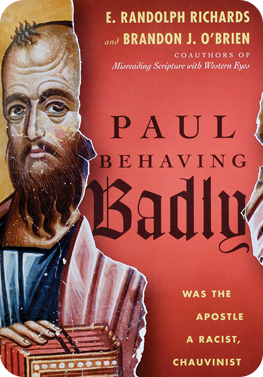 E. RANDOLPH RICHARDS
and BRANDON J. O'BRIEN
COAUTHORS OF
Misreading Scripture with Western Eyes
PAUL
BEHAVING
Badly
WAS THE
APOSTLE
A RACIST,
CHAUVINIST